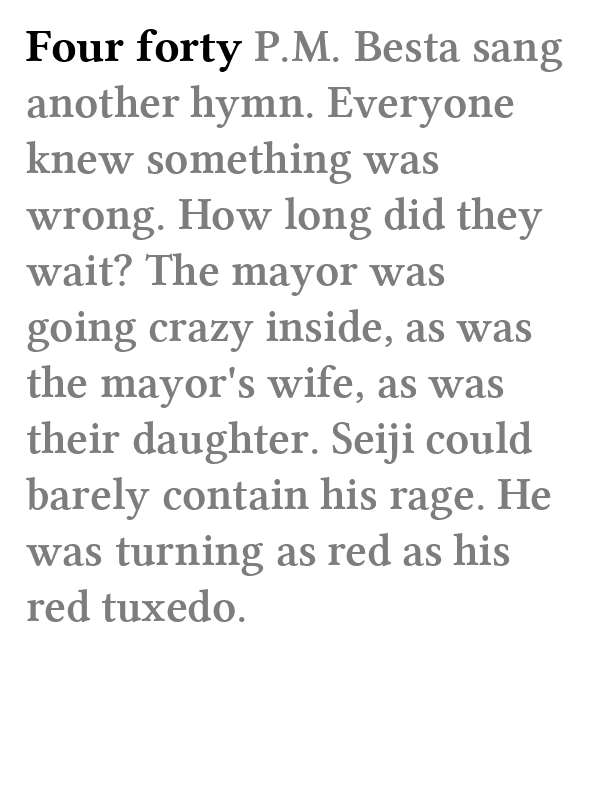 Four forty P.M. Besta sang
another hymn. Everyone
knew something was
wrong. How long did they
wait? The mayor was
going crazy inside, as was
the mayor's wife, as was
their daughter. Seiji could
barely contain his rage. He
was turning as red as his
red tuxedo.